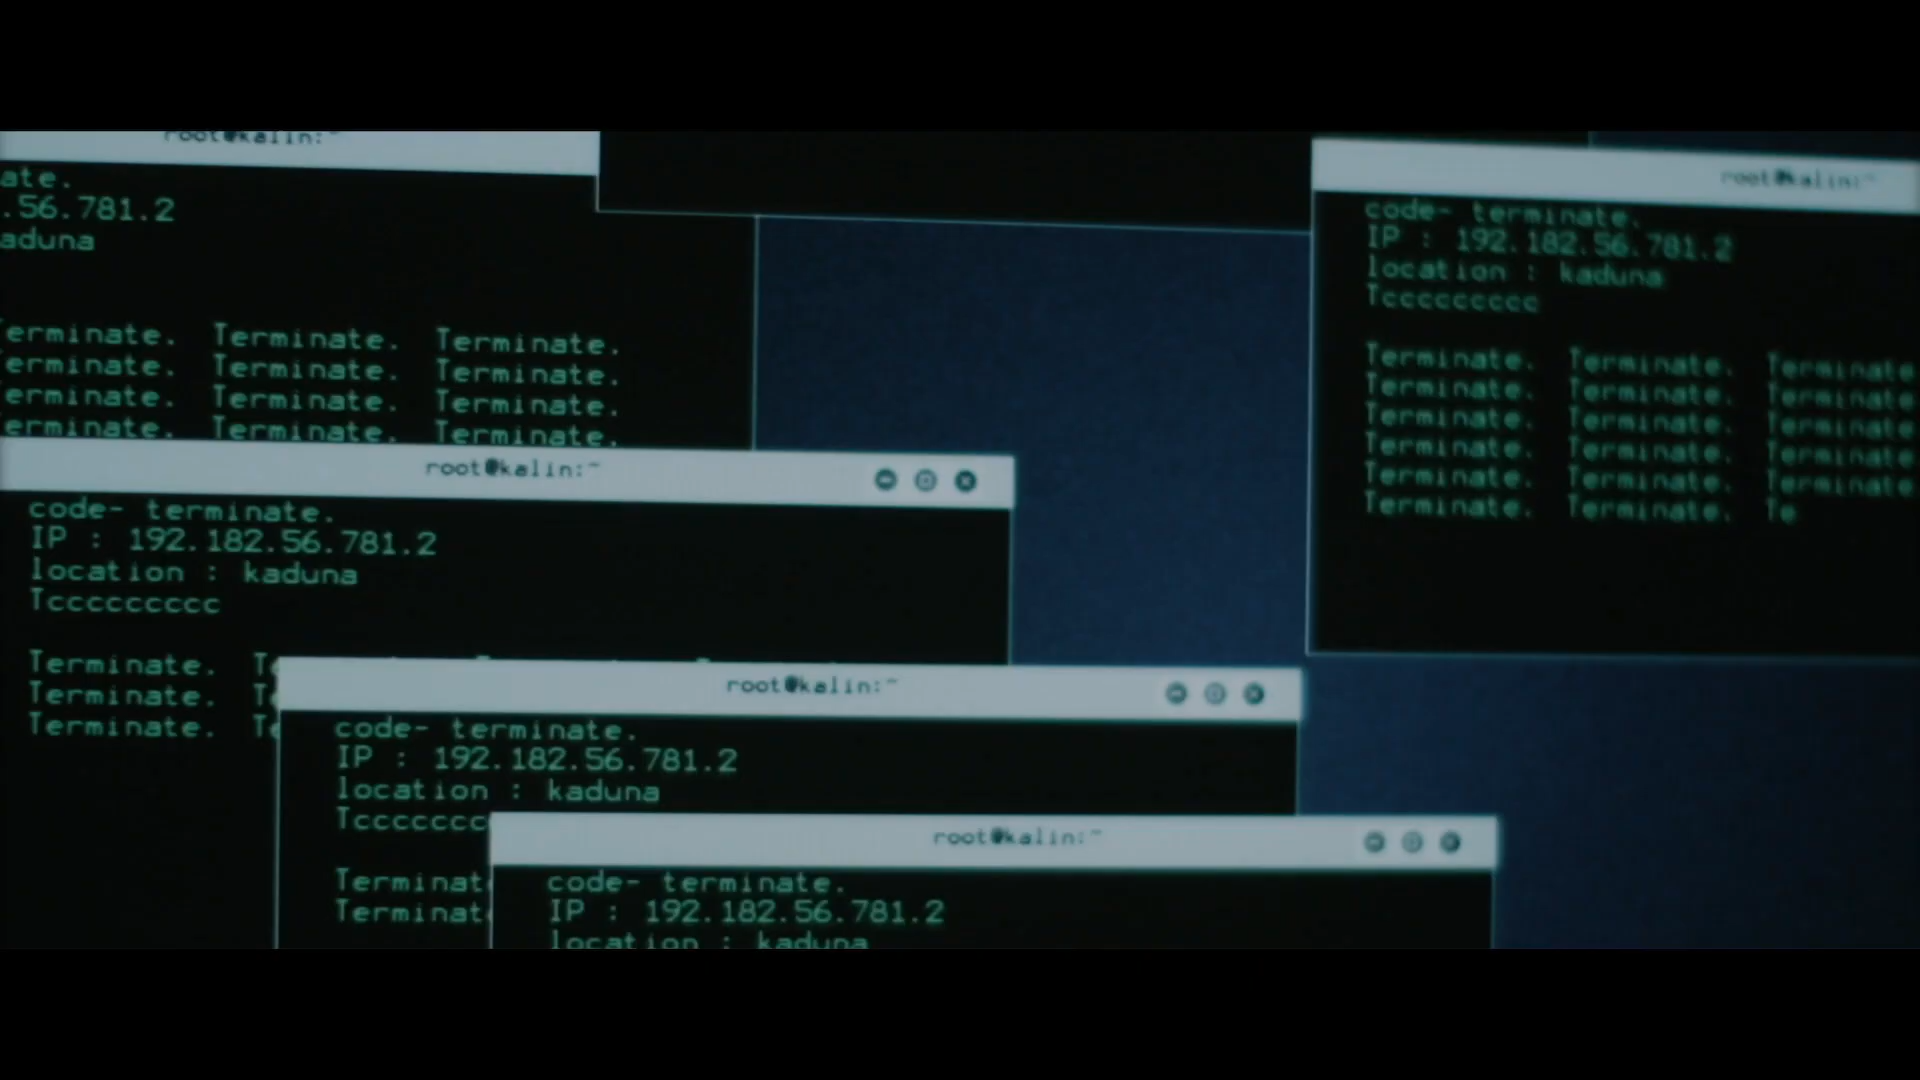 root@kalin:~
ate.
.56.781.2
aduna
erminate. Terminate. Terminate.
erminate. Terminate. Terminate.
erminate. Terminate. Terminate.
erminate. Terminate. Terminate.
root@kalin:~
code- terminate.
IP : 192.182.56.781.2
location : kaduna
Tccccccccc
Terminate. Terminate. Terminate
Terminate. Terminate. Terminate
Terminate. Terminate. Terminate
Terminate. Terminate. Terminate
Terminate. Terminate. Terminate
Terminate. Terminate. Te
root@kalin:~
code- terminate.
IP : 192.182.56.781.2
location : kaduna
Tccccccccc
Terminate. Te
Terminate. Te
Terminate. Te
root@kalin:~
code- terminate.
IP : 192.182.56.781.2
location : kaduna
Tccccccc
Terminat
Terminat
root@kalin:~
code- terminate.
IP : 192.182.56.781.2
location : kaduna